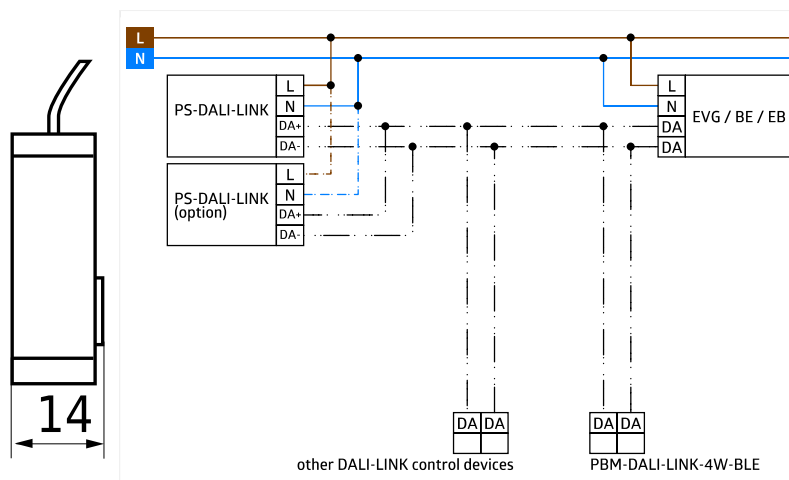 L
N
PS-DALI-LINK
L
N
DA+
DA-
L
N
DA
DA
EVG / BE / EB
PS-DALI-LINK
(option)
L
N
DA+
DA-
14
DA DA
DA DA
other DALI-LINK control devices
PBM-DALI-LINK-4W-BLE